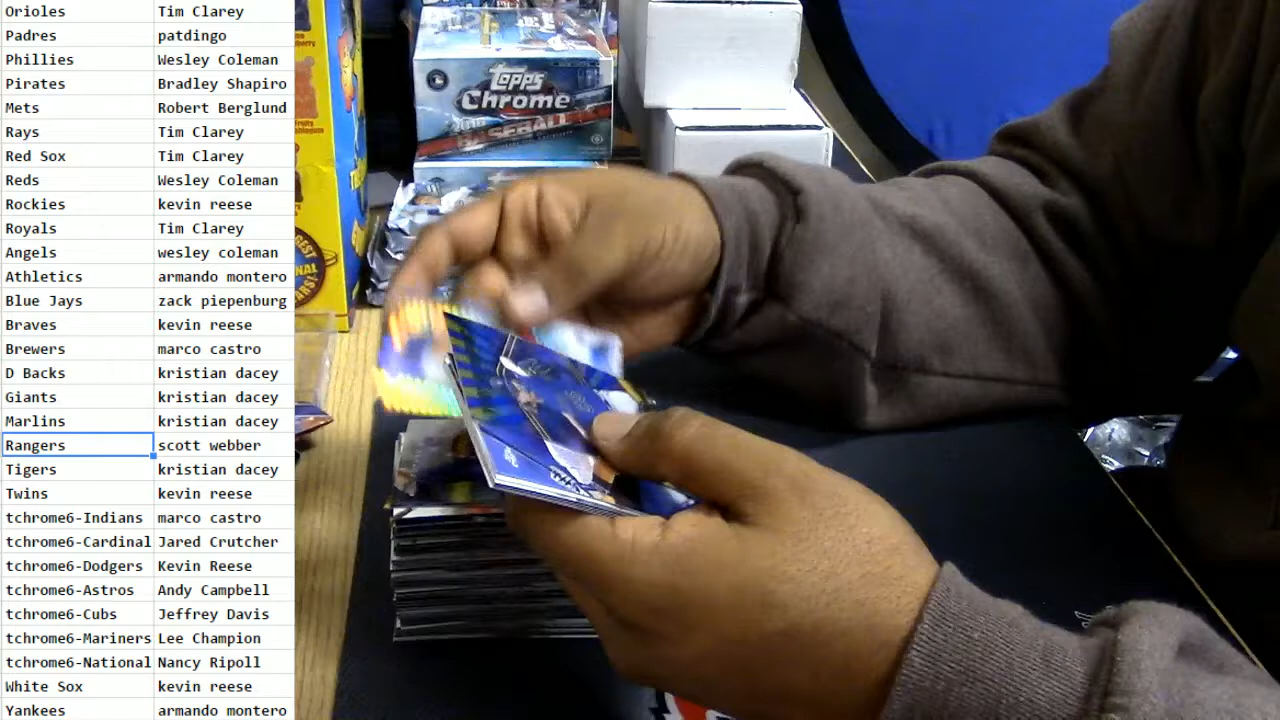 Orioles Tim Clarey
Padres patdingo
Phillies Wesley Coleman
Pirates Bradley Shapiro
Mets Robert Berglund
Rays Tim Clarey
Red Sox Tim Clarey
Reds Wesley Coleman
Rockies kevin reese
Royals Tim Clarey
Angels wesley coleman
Athletics armando montero
Blue Jays zack piepenburg
Braves kevin reese
Brewers marco castro
D Backs kristian dacey
Giants kristian dacey
Marlins kristian dacey
Rangers scott webber
Tigers kristian dacey
Twins kevin reese
tchrome6-Indians marco castro
tchrome6-Cardinal Jared Crutcher
tchrome6-Dodgers Kevin Reese
tchrome6-Astros Andy Campbell
tchrome6-Cubs Jeffrey Davis
tchrome6-Mariners Lee Champion
tchrome6-National Nancy Ripoll
White Sox kevin reese
Yankees armando montero
Topps
Chrome
BASEBALL